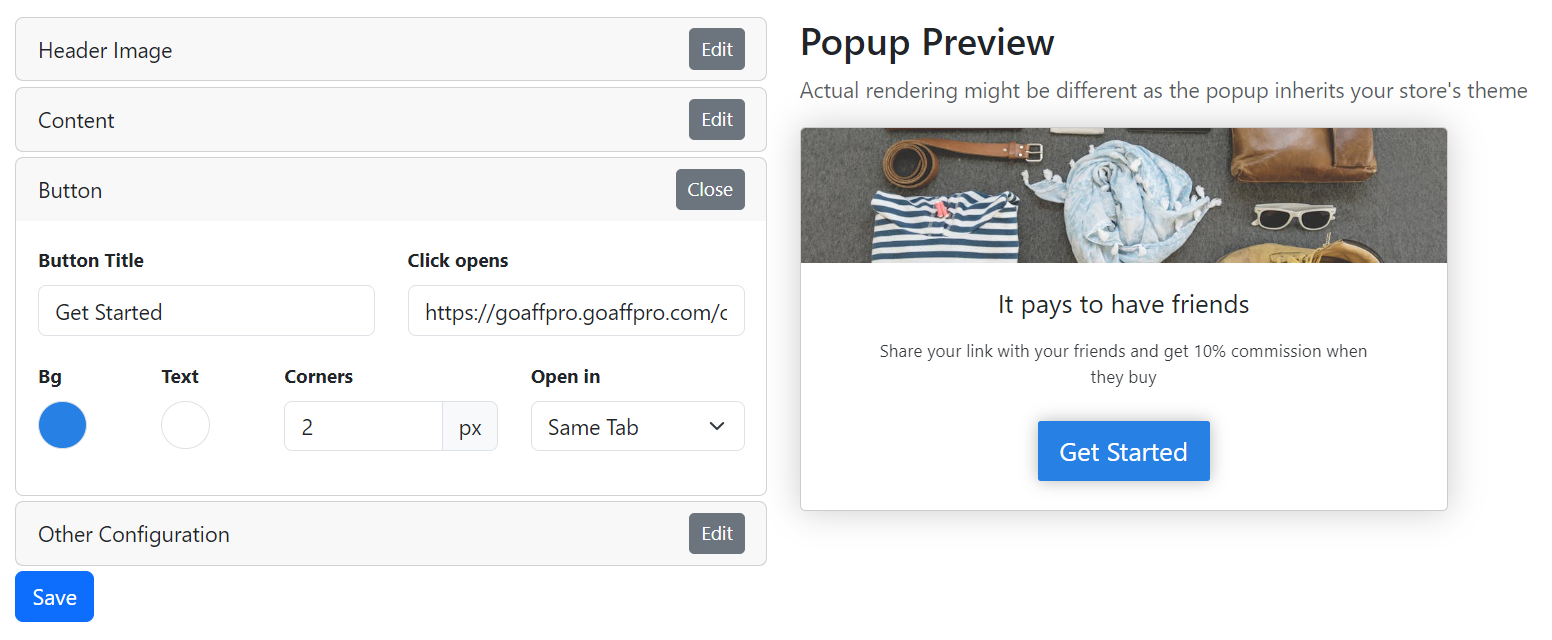 Header Image
Edit
Content
Edit
Button
Close
Button Title
Click opens
Get Started
https://goaffpro.goaffpro.com/c
Bg
Text
Corners
Open in
2
px
Same Tab
Other Configuration
Edit
Save
Popup Preview
Actual rendering might be different as the popup inherits your store's theme
It pays to have friends
Share your link with your friends and get 10% commission when
they buy
Get Started